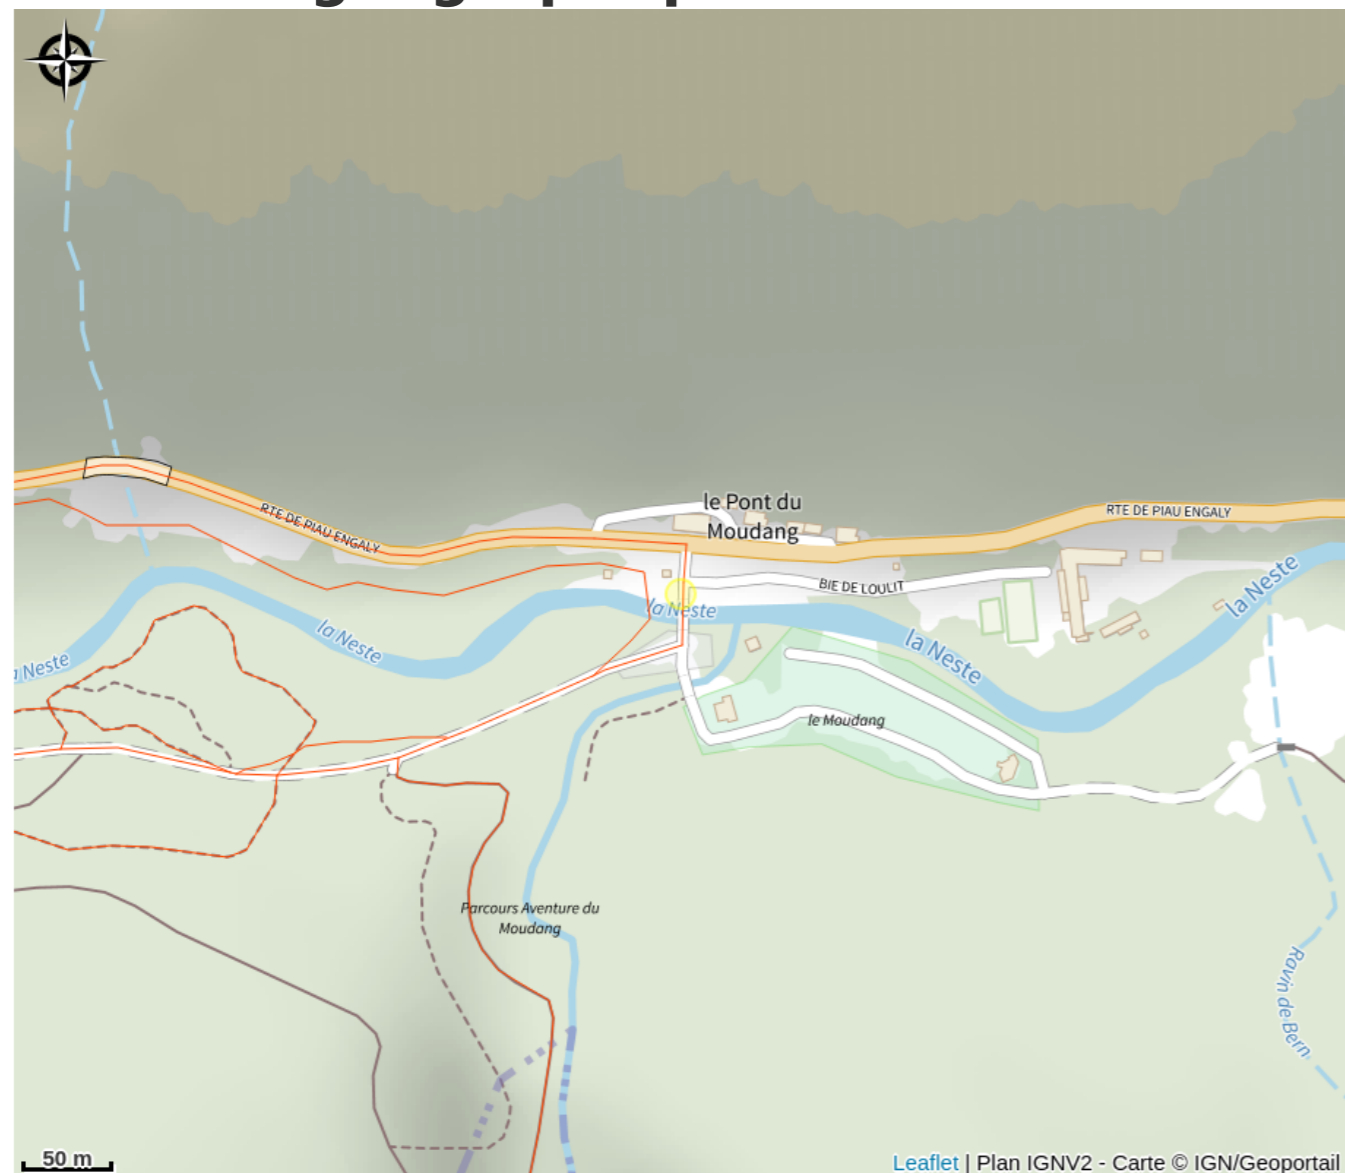 le Pont du
Moudang
RTE DE PIAU ENGALY
RTE DE PIAU ENGALY
BIE DE LOULIT
la Neste
la Neste
la Neste
la Neste
la Neste
le Moudang
Parcours Aventure du
Moudang
Ravin de Bern
50 m
Leaflet | Plan IGNV2 - Carte © IGN/Geoportail